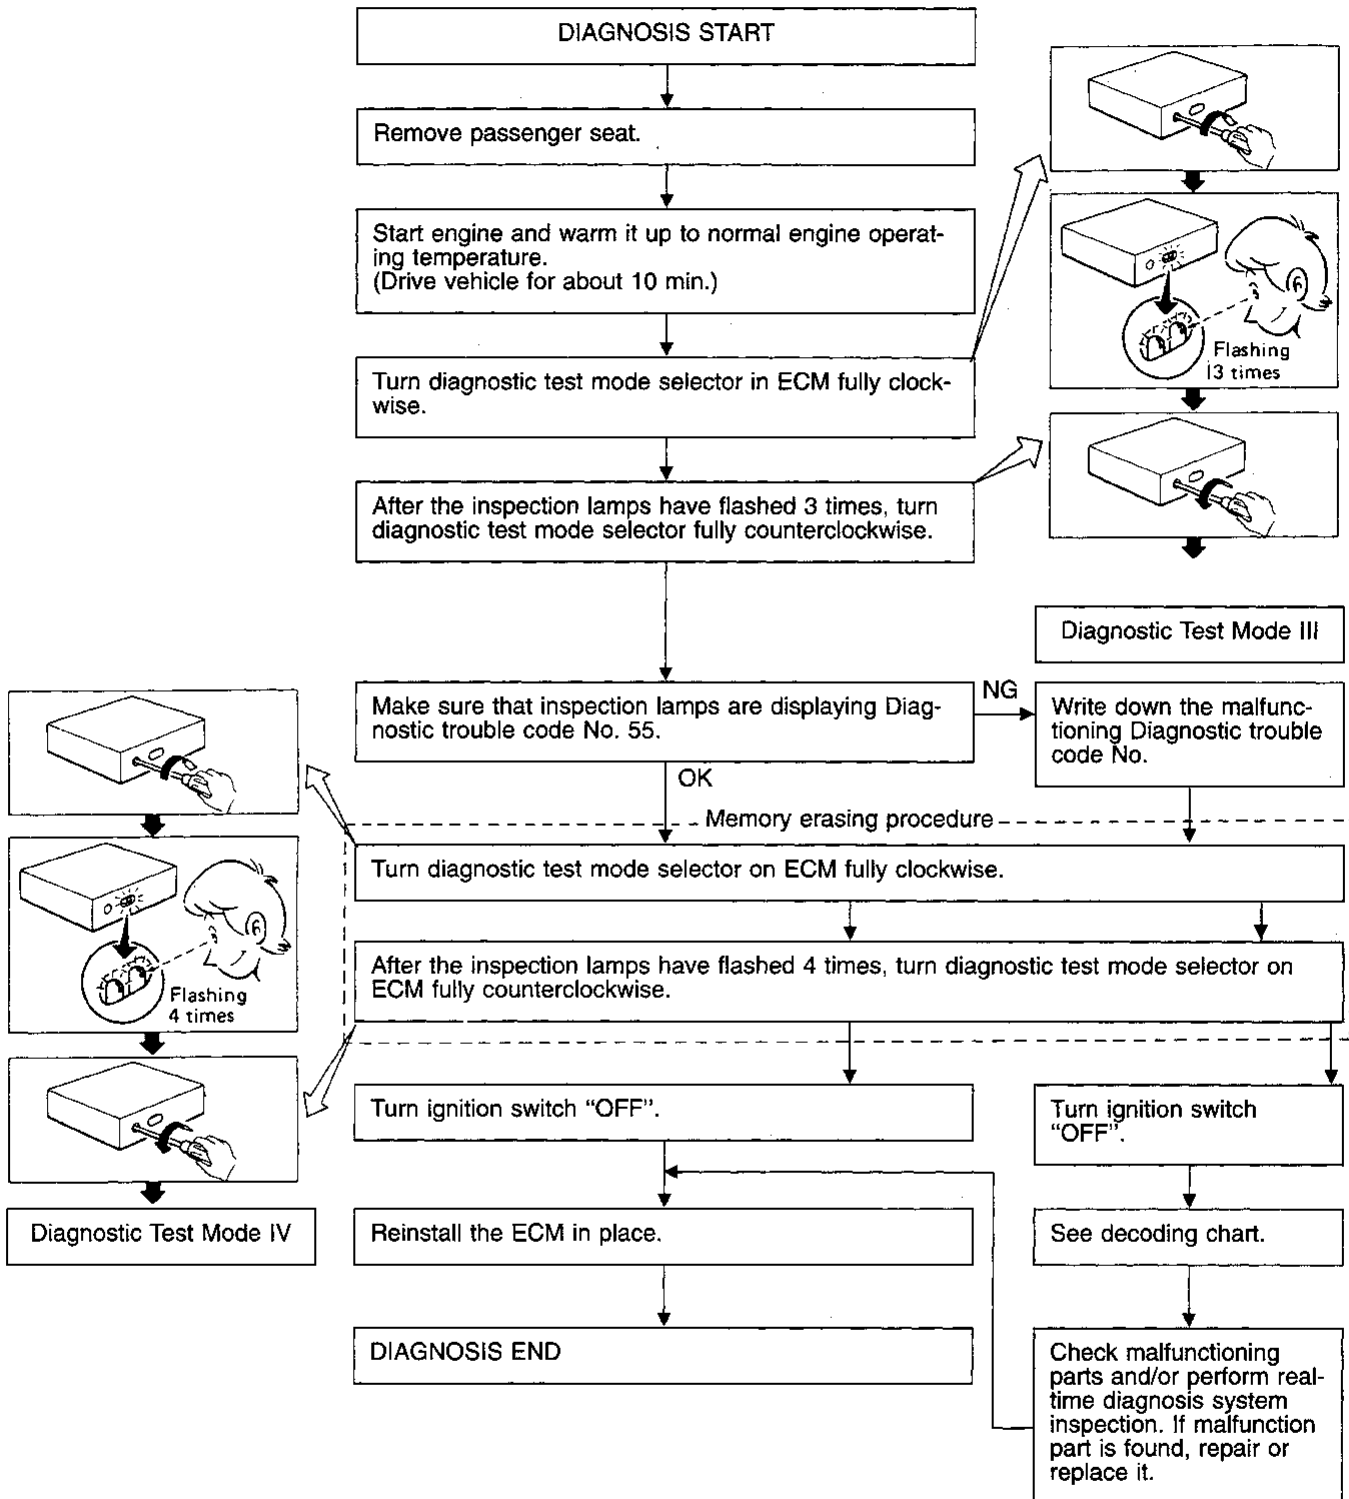 DIAGNOSIS START
Remove passenger seat.
Start engine and warm it up to normal engine operat-
ing temperature.
(Drive vehicle for about 10 min.)
Turn diagnostic test mode selector in ECM fully clock-
wise.
Flashing
13 times
After the inspection lamps have flashed 3 times, turn
diagnostic test mode selector fully counterclockwise.
Diagnostic Test Mode III
Make sure that inspection lamps are displaying Diag-
nostic trouble code No. 55.
NG
Write down the malfunc-
tioning Diagnostic trouble
code No.
OK
Memory erasing procedure
Turn diagnostic test mode selector on ECM fully clockwise.
After the inspection lamps have flashed 4 times, turn diagnostic test mode selector on
ECM fully counterclockwise.
Flashing
4 times
Turn ignition switch “OFF”.
Turn ignition switch
“OFF”.
Diagnostic Test Mode IV
Reinstall the ECM in place.
See decoding chart.
DIAGNOSIS END
Check malfunctioning
parts and/or perform real-
time diagnosis system
inspection. If malfunction
part is found, repair or
replace it.